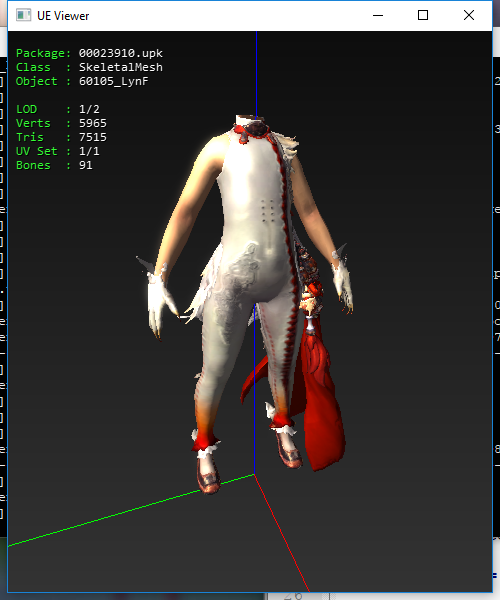 UE Viewer
Package: 00023910.upk
Class : SkeletalMesh
Object : 60105_LynF
LOD : 1/2
Verts : 5965
Tris : 7515
UV Set : 1/1
Bones : 91
26